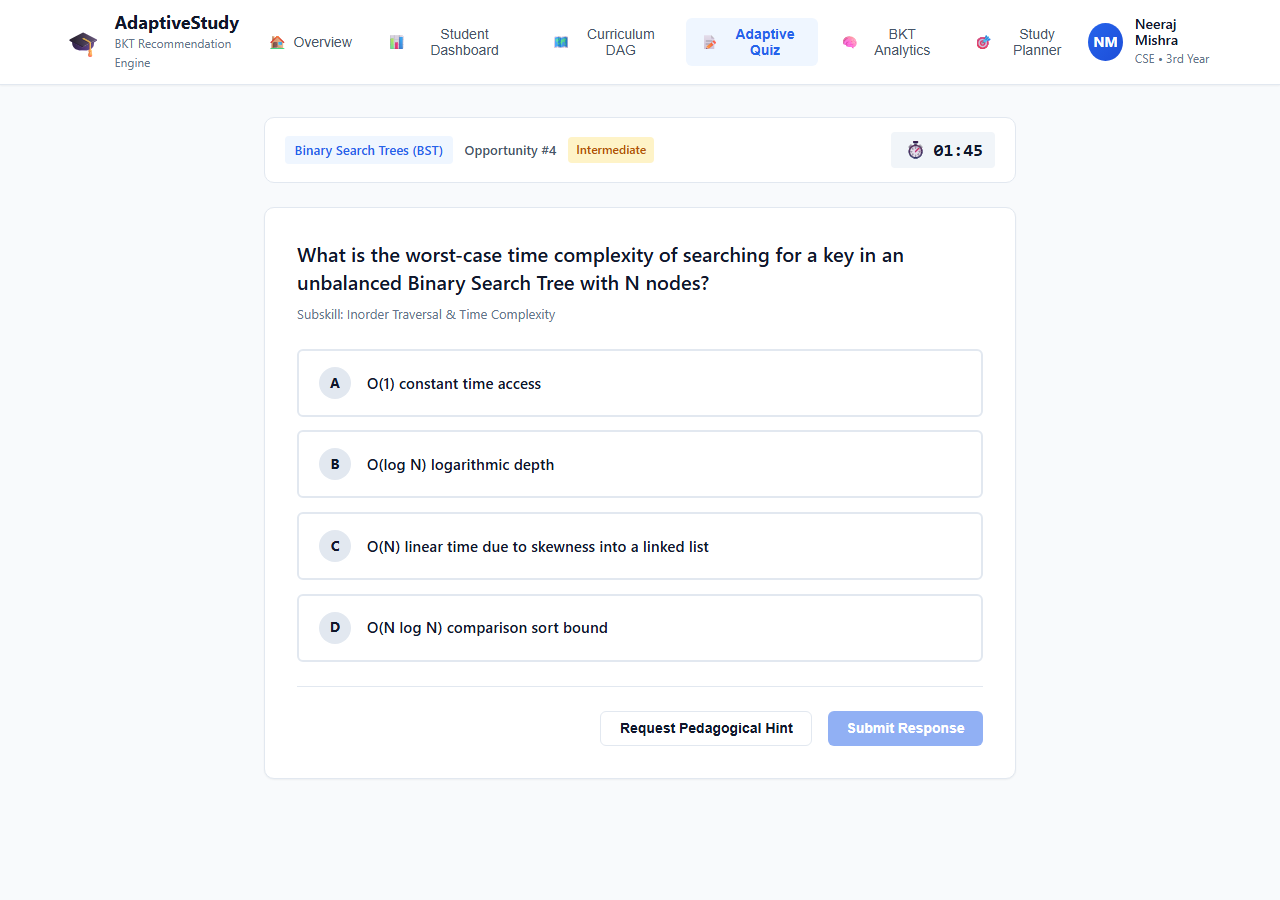 AdaptiveStudy
BKT Recommendation
Engine
Overview
Student
Dashboard
Curriculum
DAG
Adaptive
Quiz
BKT
Analytics
Study
Planner
NM
Neeraj
Mishra
CSE • 3rd Year
Binary Search Trees (BST)
Opportunity #4
Intermediate
01:45
What is the worst-case time complexity of searching for a key in an
unbalanced Binary Search Tree with N nodes?
Subskill: Inorder Traversal & Time Complexity
A O(1) constant time access
B O(log N) logarithmic depth
C O(N) linear time due to skewness into a linked list
D O(N log N) comparison sort bound
Request Pedagogical Hint
Submit Response